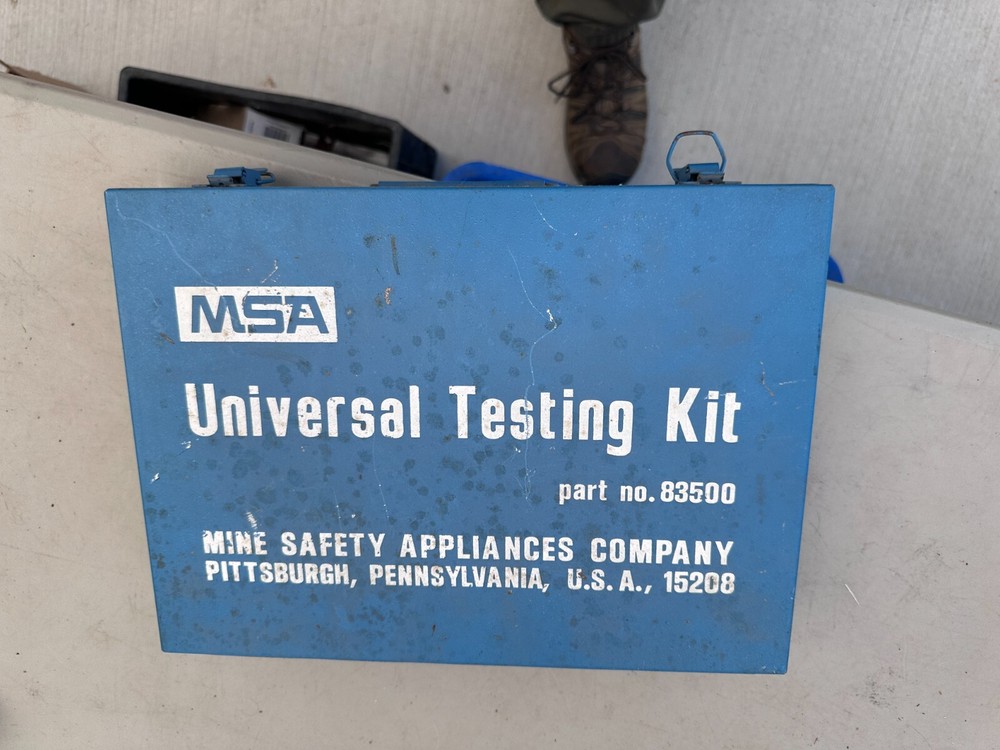 MSA
Universal Testing Kit
part no. 83500
MINE SAFETY APPLIANCES COMPANY
PITTSBURGH, PENNSYLVANIA, U.S.A., 15208